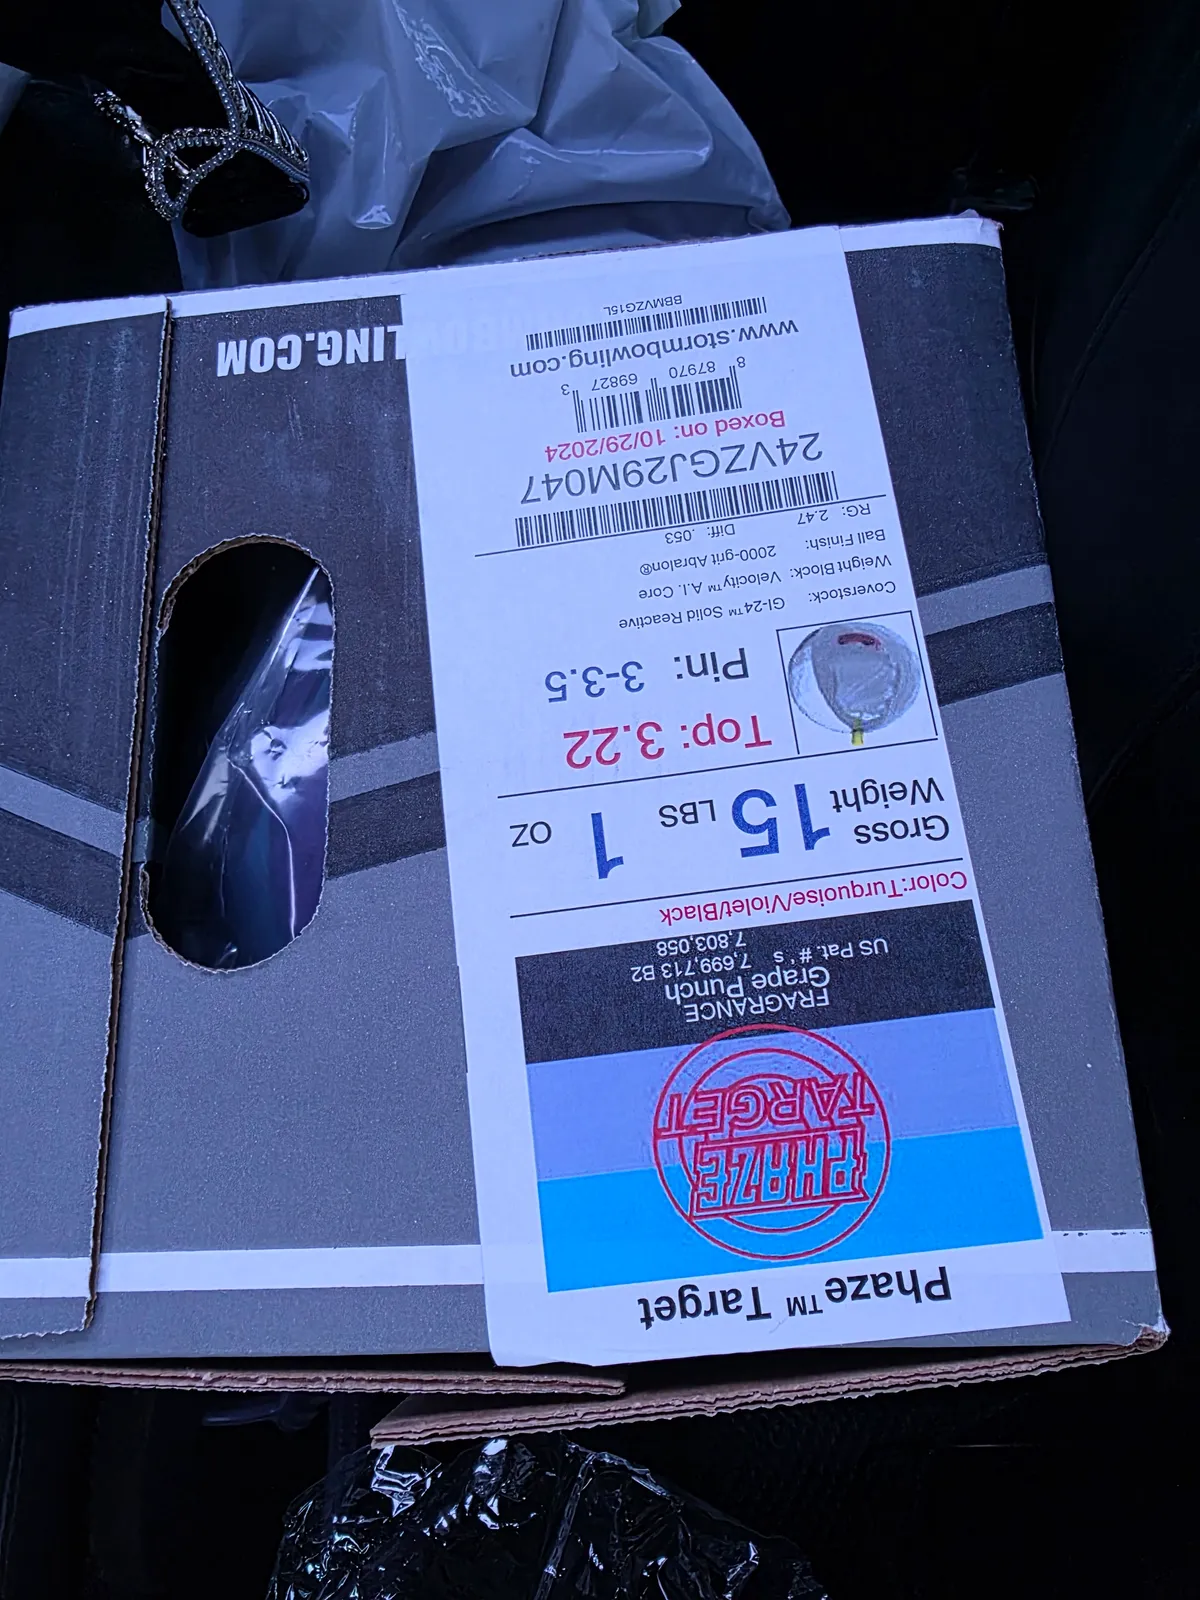 Phaze™ Target
PHAZE
TARGET
FRAGRANCE
Grape Punch
US Pat. #'s 7,699,713 B2
7,803,058
Color:Turquoise/Violet/Black
Gross
Weight 15 LBS 1 OZ
Top: 3.22
Pin: 3-3.5
Coverstock: GI-24™ Solid Reactive
Weight Block: Velocity™ A.I. Core
Ball Finish: 2000-grit Abralon®
RG: 2.47 Diff: .053
24VZGJ29M047
Boxed on: 10/29/2024
8 87970 69827 3
www.stormbowling.com
BBMVZG15L
BOWLING.COM